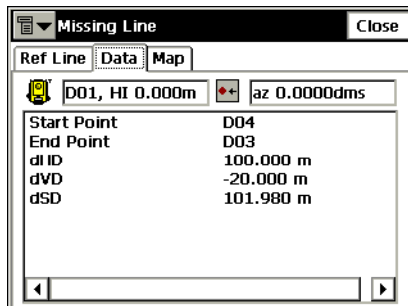 Missing Line Close
Ref Line Data Map
D01, HI 0.000m az 0.0000dms
Start Point D04
End Point D03
dHD 100.000 m
dVD -20.000 m
dSD 101.980 m